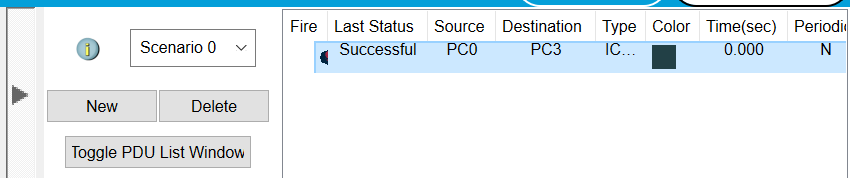 Scenario 0
New Delete
Toggle PDU List Window
Fire Last Status Source Destination Type Color Time(sec) Periodic
Successful PC0 PC3 IC... 0.000 N